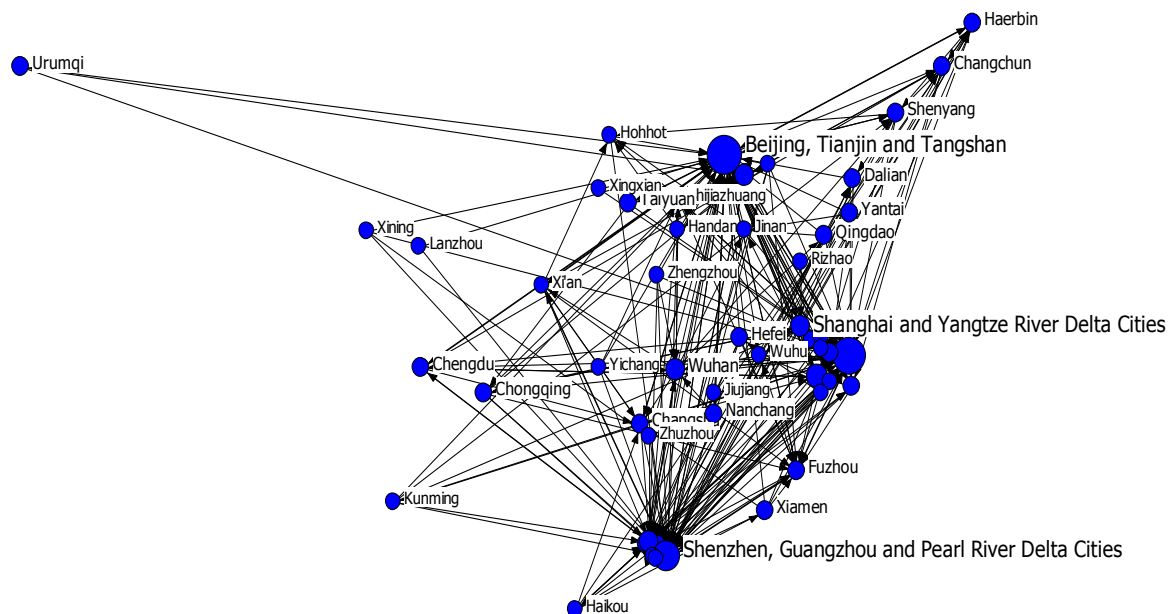 Haerbin
Urumqi
Changchun
Shenyang
Hohhot
Beijing, Tianjin and Tangshan
Dalian
Xingxian
Taiyuan
hijiazhuang
Yantai
Xining
Handan
Jinan
Qingdao
Lanzhou
Rizhao
Zhengzhou
Xi'an
Shanghai and Yangtze River Delta Cities
Hefei
Wuhu
Chengdu
Yichang
Wuhan
Chongqing
Jiujiang
Nanchang
Changs
Zhuzhou
Fuzhou
Kunming
Xiamen
Shenzhen, Guangzhou and Pearl River Delta Cities
Haikou